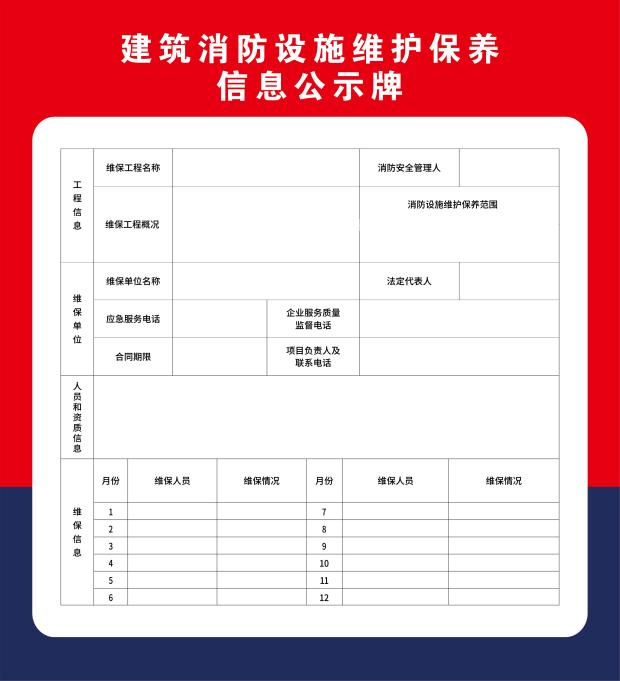 建筑消防设施维护保养
信息公示牌
工程信息
维保工程名称
消防安全管理人
维保工程概况
消防设施维护保养范围
维保单位
维保单位名称
法定代表人
应急服务电话
企业服务质量
监督电话
合同期限
项目负责人及
联系电话
人员和资质信息
维保信息
月份 维保人员 维保情况 月份 维保人员 维保情况
1 7
2 8
3 9
4 10
5 11
6 12